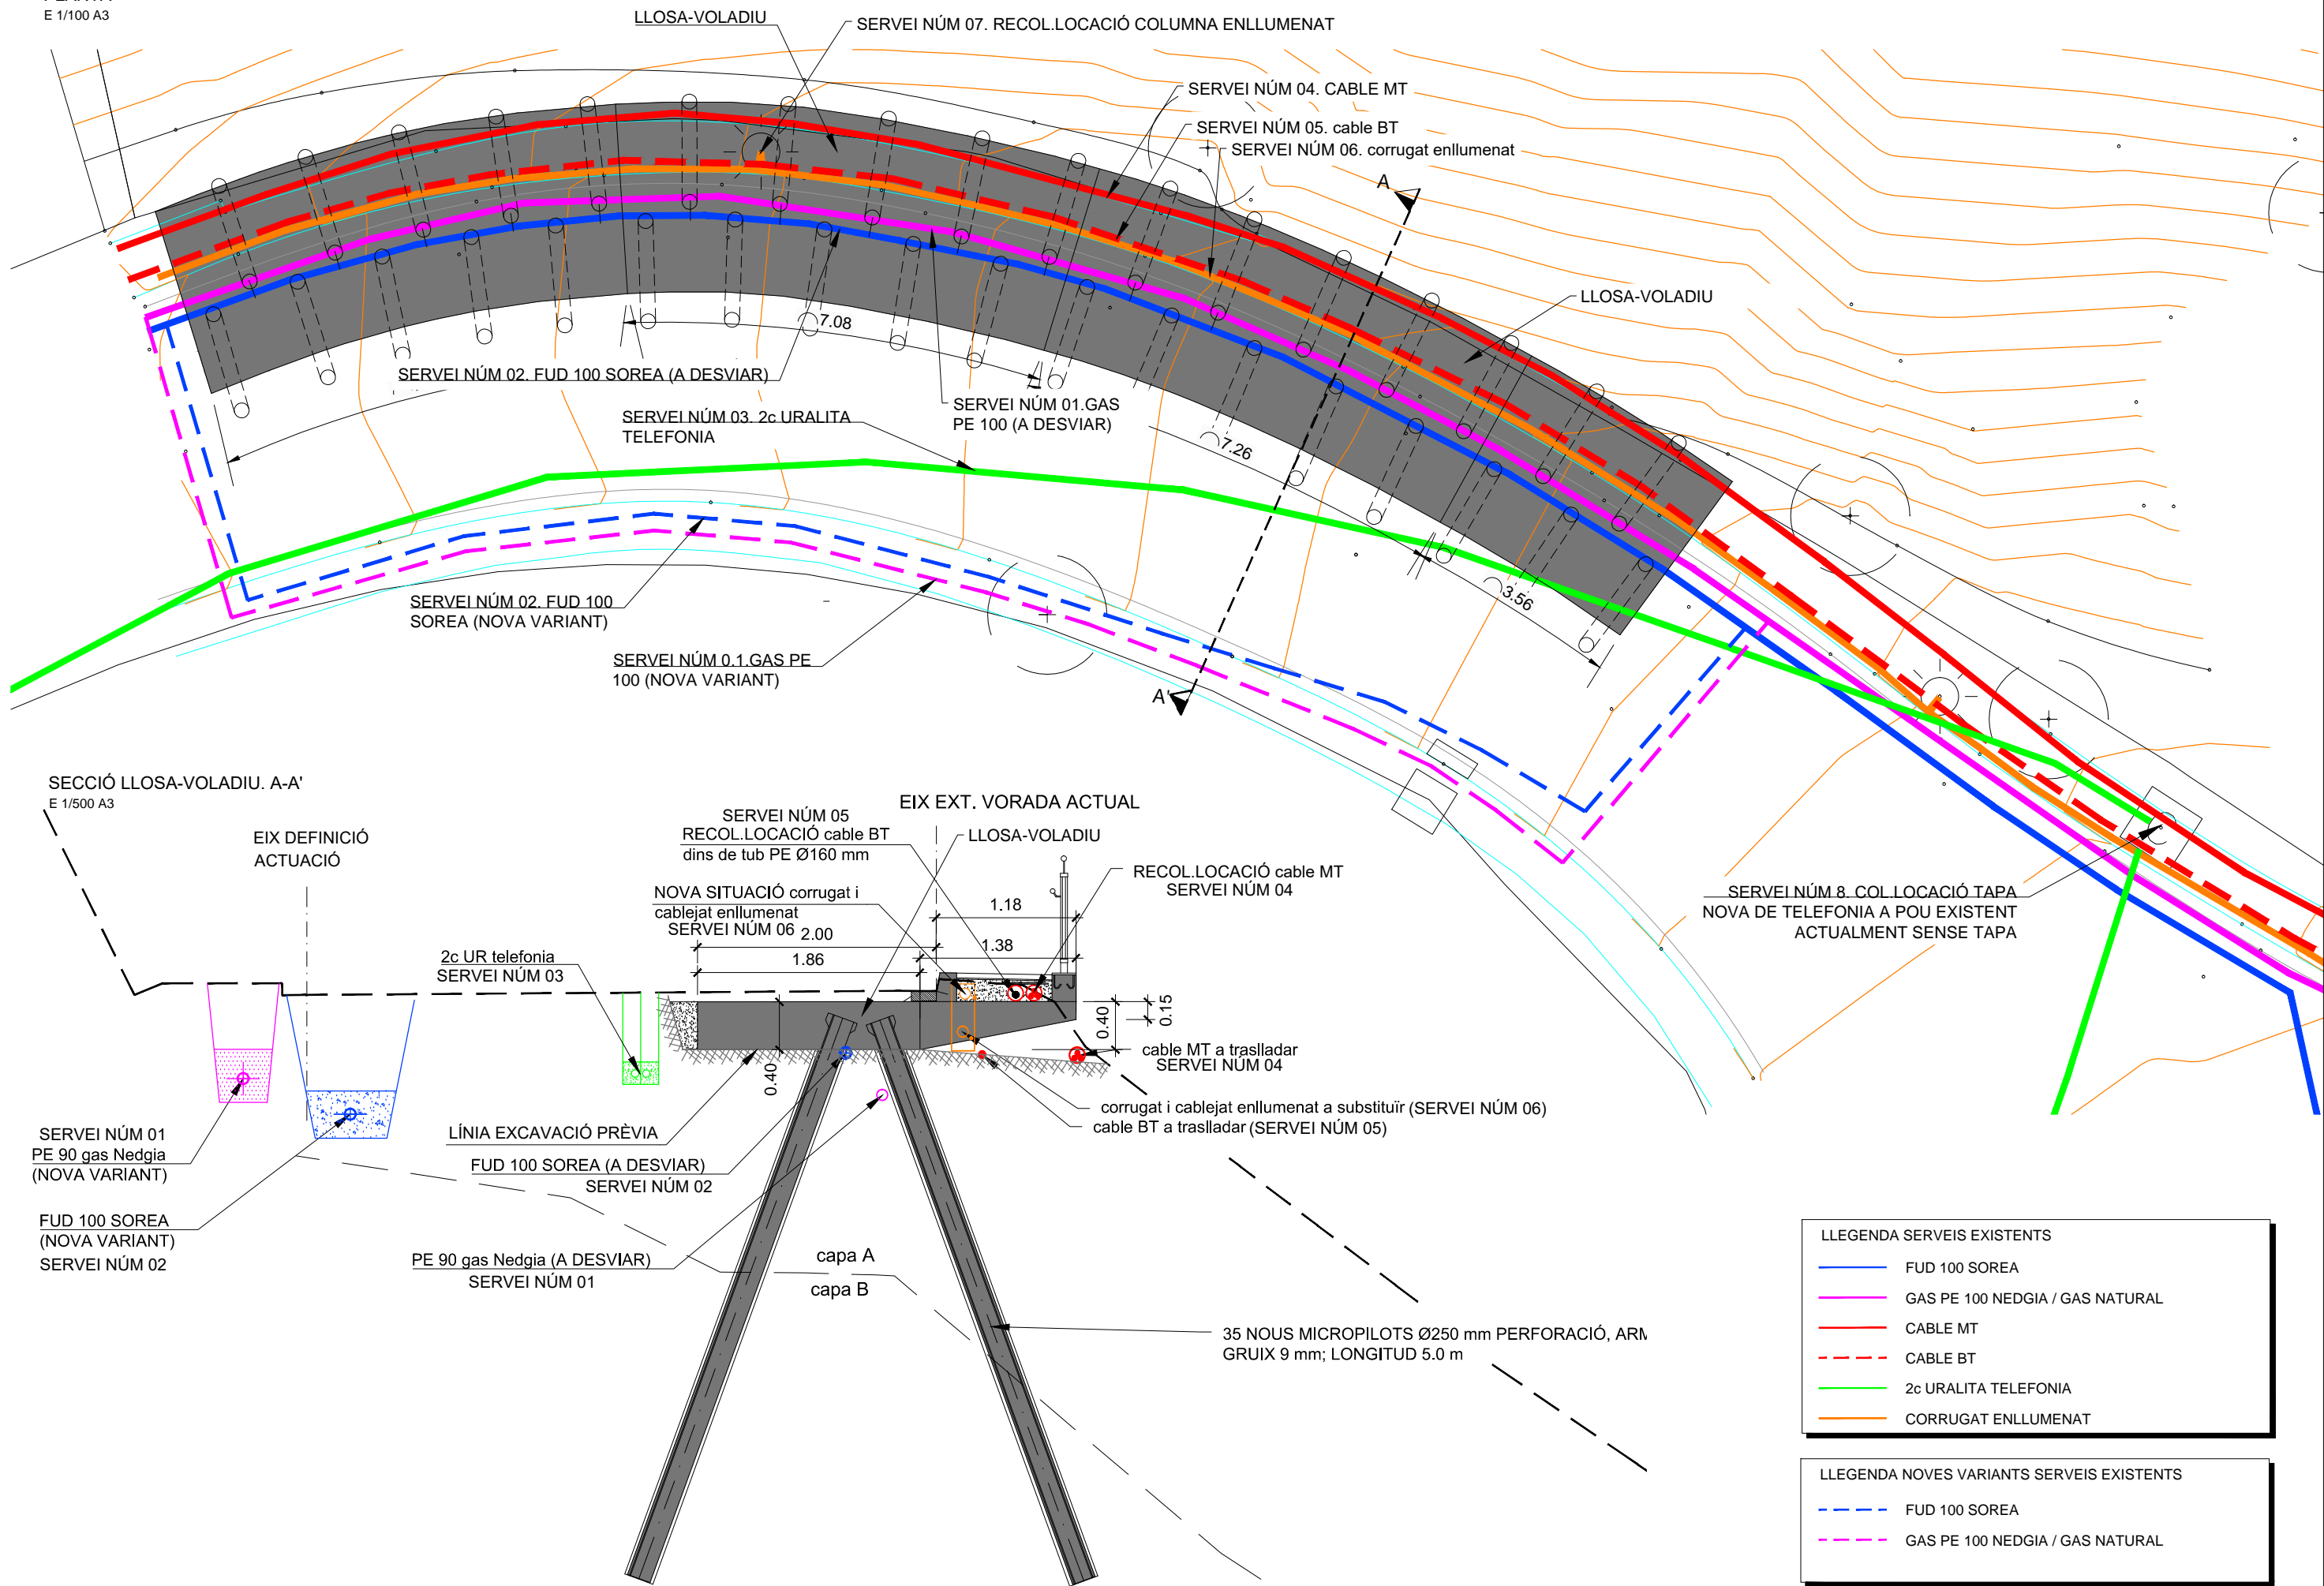 E 1/100 A3
LLOSA-VOLADIU
SERVEI NÚM 07. RECOL.LOCACIÓ COLUMNA ENLLUMENAT
SERVEI NÚM 04. CABLE MT
SERVEI NÚM 05. cable BT
SERVEI NÚM 06. corrugat enllumenat
A
LLOSA-VOLADIU
7.08
SERVEI NÚM 02. FUD 100 SOREA (A DESVIAR)
SERVEI NÚM 01.GAS
PE 100 (A DESVIAR)
SERVEI NÚM 03. 2c URALITA
TELEFONIA
7.26
3.56
SERVEI NÚM 02. FUD 100
SOREA (NOVA VARIANT)
SERVEI NÚM 0.1.GAS PE
100 (NOVA VARIANT)
A'
SERVEI NÚM 8. COL.LOCACIÓ TAPA
NOVA DE TELEFONIA A POU EXISTENT
ACTUALMENT SENSE TAPA
SECCIÓ LLOSA-VOLADIU. A-A'
E 1/500 A3
EIX DEFINICIÓ
ACTUACIÓ
SERVEI NÚM 05
RECOL.LOCACIÓ cable BT
dins de tub PE Ø160 mm
EIX EXT. VORADA ACTUAL
LLOSA-VOLADIU
RECOL.LOCACIÓ cable MT
SERVEI NÚM 04
NOVA SITUACIÓ corrugat i
cablejat enllumenat
SERVEI NÚM 06
1.18
2.00
1.38
1.86
2c UR telefonia
SERVEI NÚM 03
0.40
0.15
0.40
cable MT a traslladar
SERVEI NÚM 04
corrugat i cablejat enllumenat a substituïr (SERVEI NÚM 06)
cable BT a traslladar (SERVEI NÚM 05)
SERVEI NÚM 01
PE 90 gas Nedgia
(NOVA VARIANT)
LÍNIA EXCAVACIÓ PRÈVIA
FUD 100 SOREA (A DESVIAR)
SERVEI NÚM 02
FUD 100 SOREA
(NOVA VARIANT)
SERVEI NÚM 02
PE 90 gas Nedgia (A DESVIAR)
SERVEI NÚM 01
capa A
capa B
35 NOUS MICROPILOTS Ø250 mm PERFORACIÓ,
GRUIX 9 mm; LONGITUD 5.0 m
LLEGENDA SERVEIS EXISTENTS
FUD 100 SOREA
GAS PE 100 NEDGIA / GAS NATURAL
CABLE MT
CABLE BT
2c URALITA TELEFONIA
CORRUGAT ENLLUMENAT
LLEGENDA NOVES VARIANTS SERVEIS EXISTENTS
FUD 100 SOREA
GAS PE 100 NEDGIA / GAS NATURAL